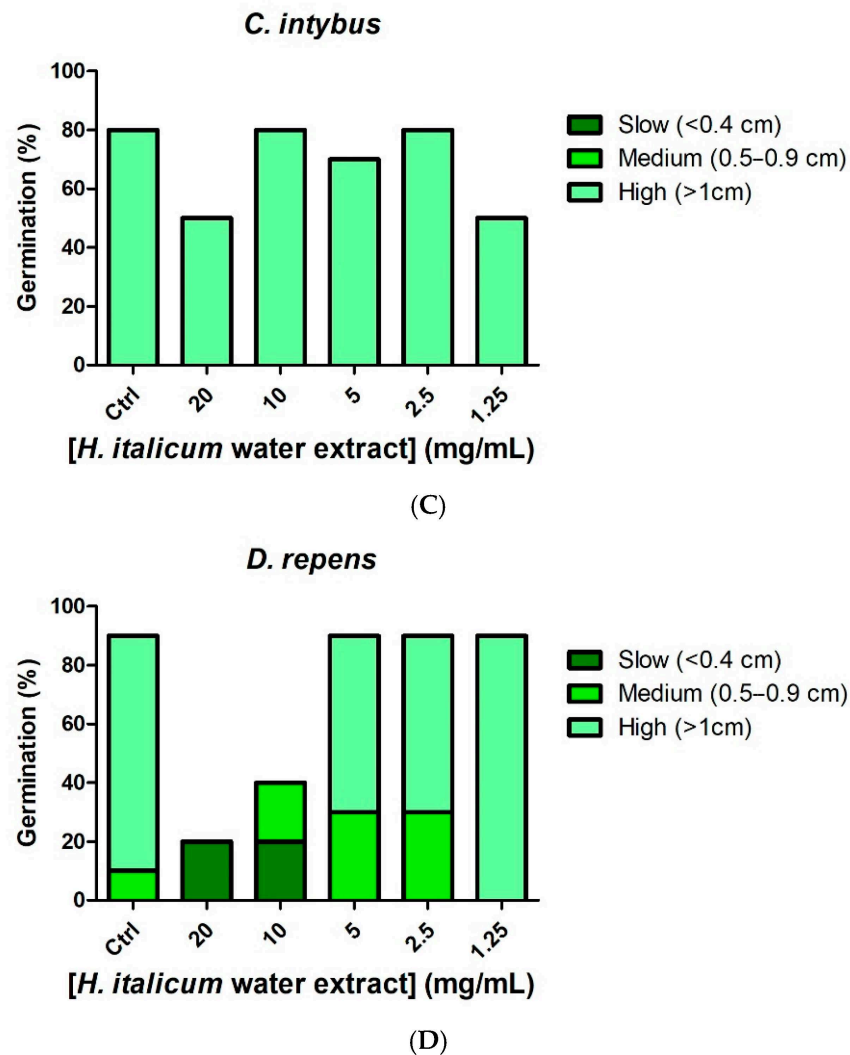 C. intybus
100
80
60
40
20
0
Germination (%)
Ctrl
20
10
5
2.5
1.25
[H. italicum water extract] (mg/mL)
Slow (<0.4 cm)
Medium (0.5–0.9 cm)
High (>1cm)
(C)
D. repens
100
80
60
40
20
0
Germination (%)
Ctrl
20
10
5
2.5
1.25
[H. italicum water extract] (mg/mL)
Slow (<0.4 cm)
Medium (0.5–0.9 cm)
High (>1cm)
(D)